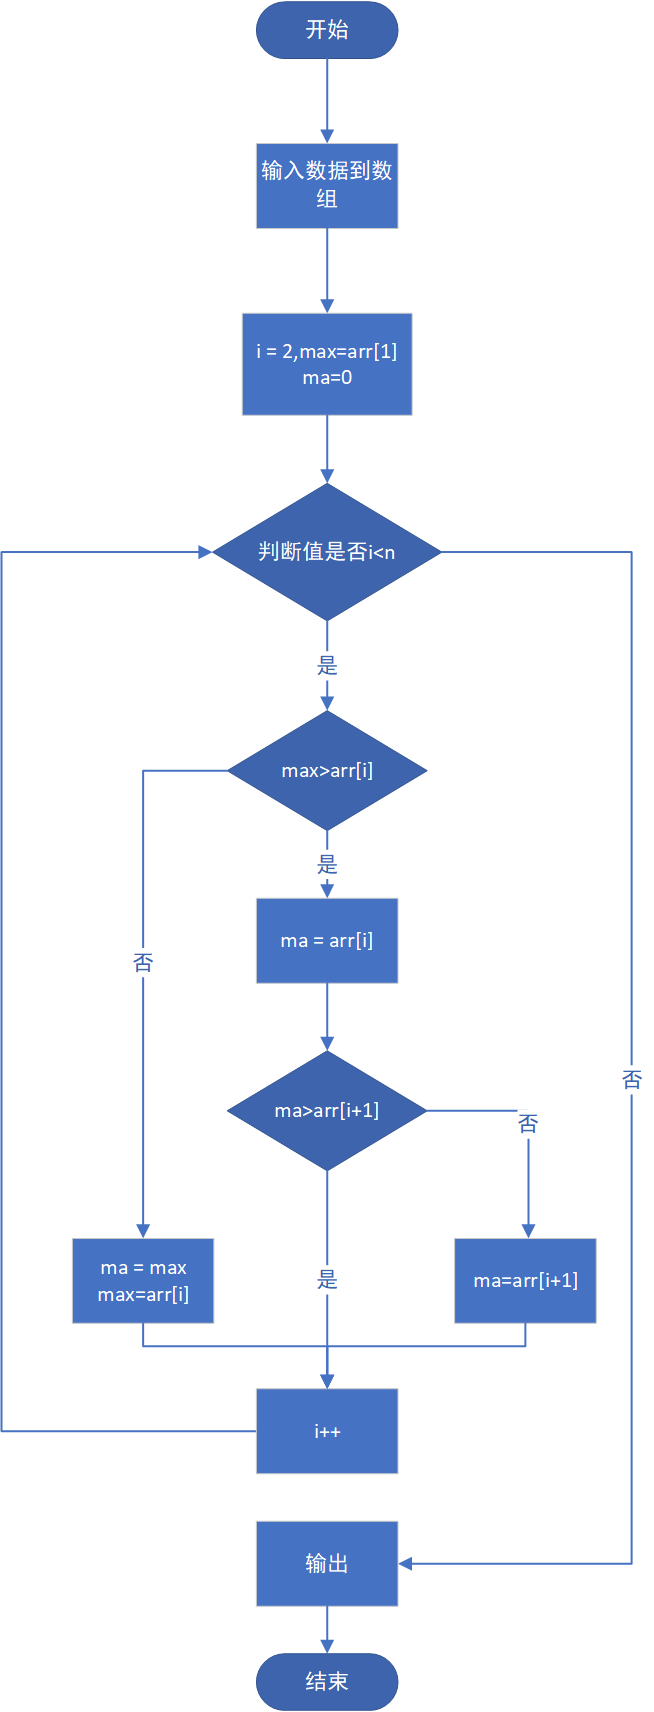 开始
输入数据到数
组
i = 2,max=arr[1]
ma=0
判断值是否i<n
是
max>arr[i]
是
ma = arr[i]
否
ma>arr[i+1]
否
否
ma = max
max=arr[i]
是
ma=arr[i+1]
i++
输出
结束